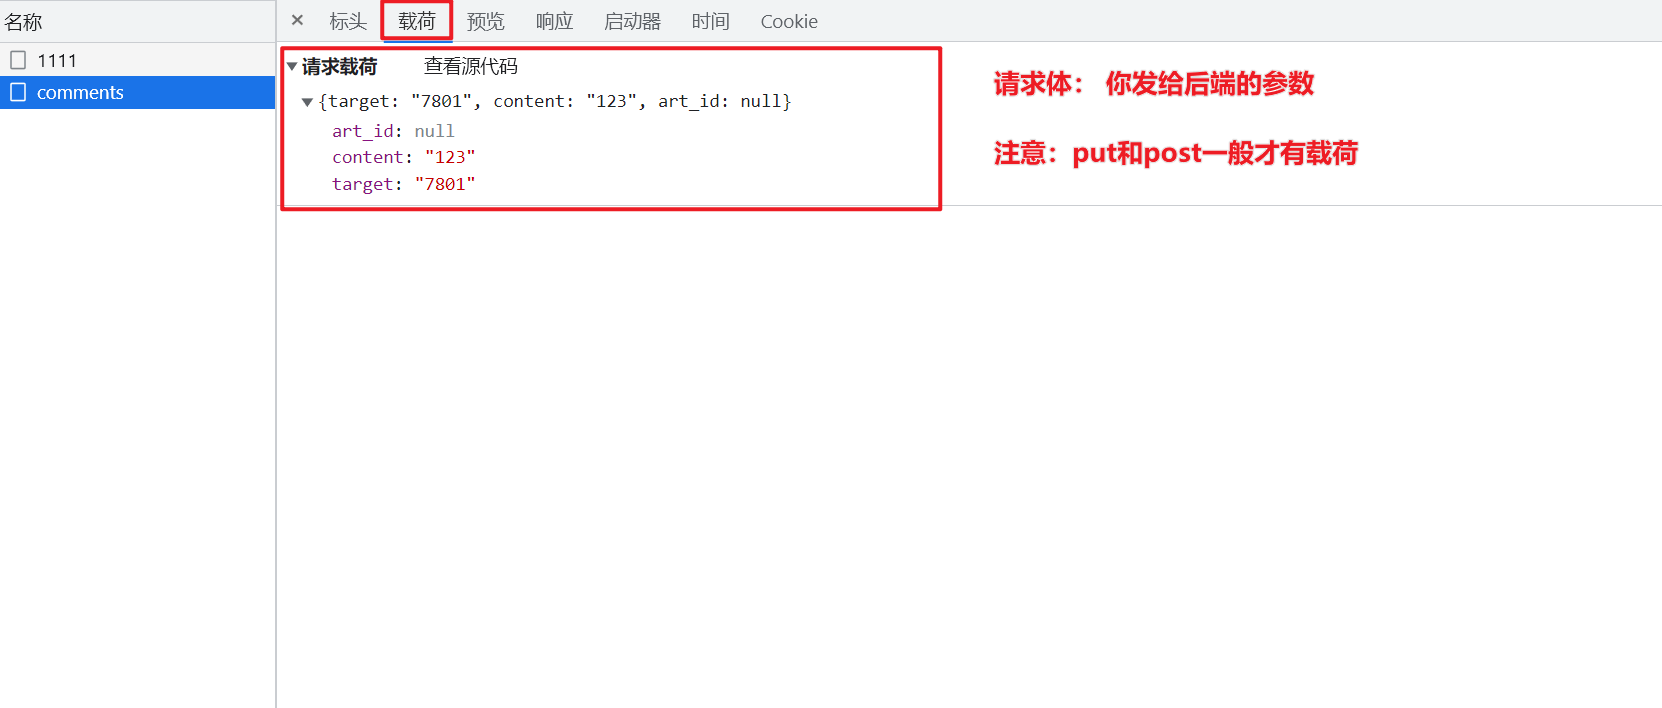 名称
× 标头 载荷 预览 响应 启动器 时间 Cookie
1111
comments
▼请求载荷 查看源代码
▼{target: "7801", content: "123", art_id: null}
art_id: null
content: "123"
target: "7801"
请求体： 你发给后端的参数
注意：put和post一般才有载荷